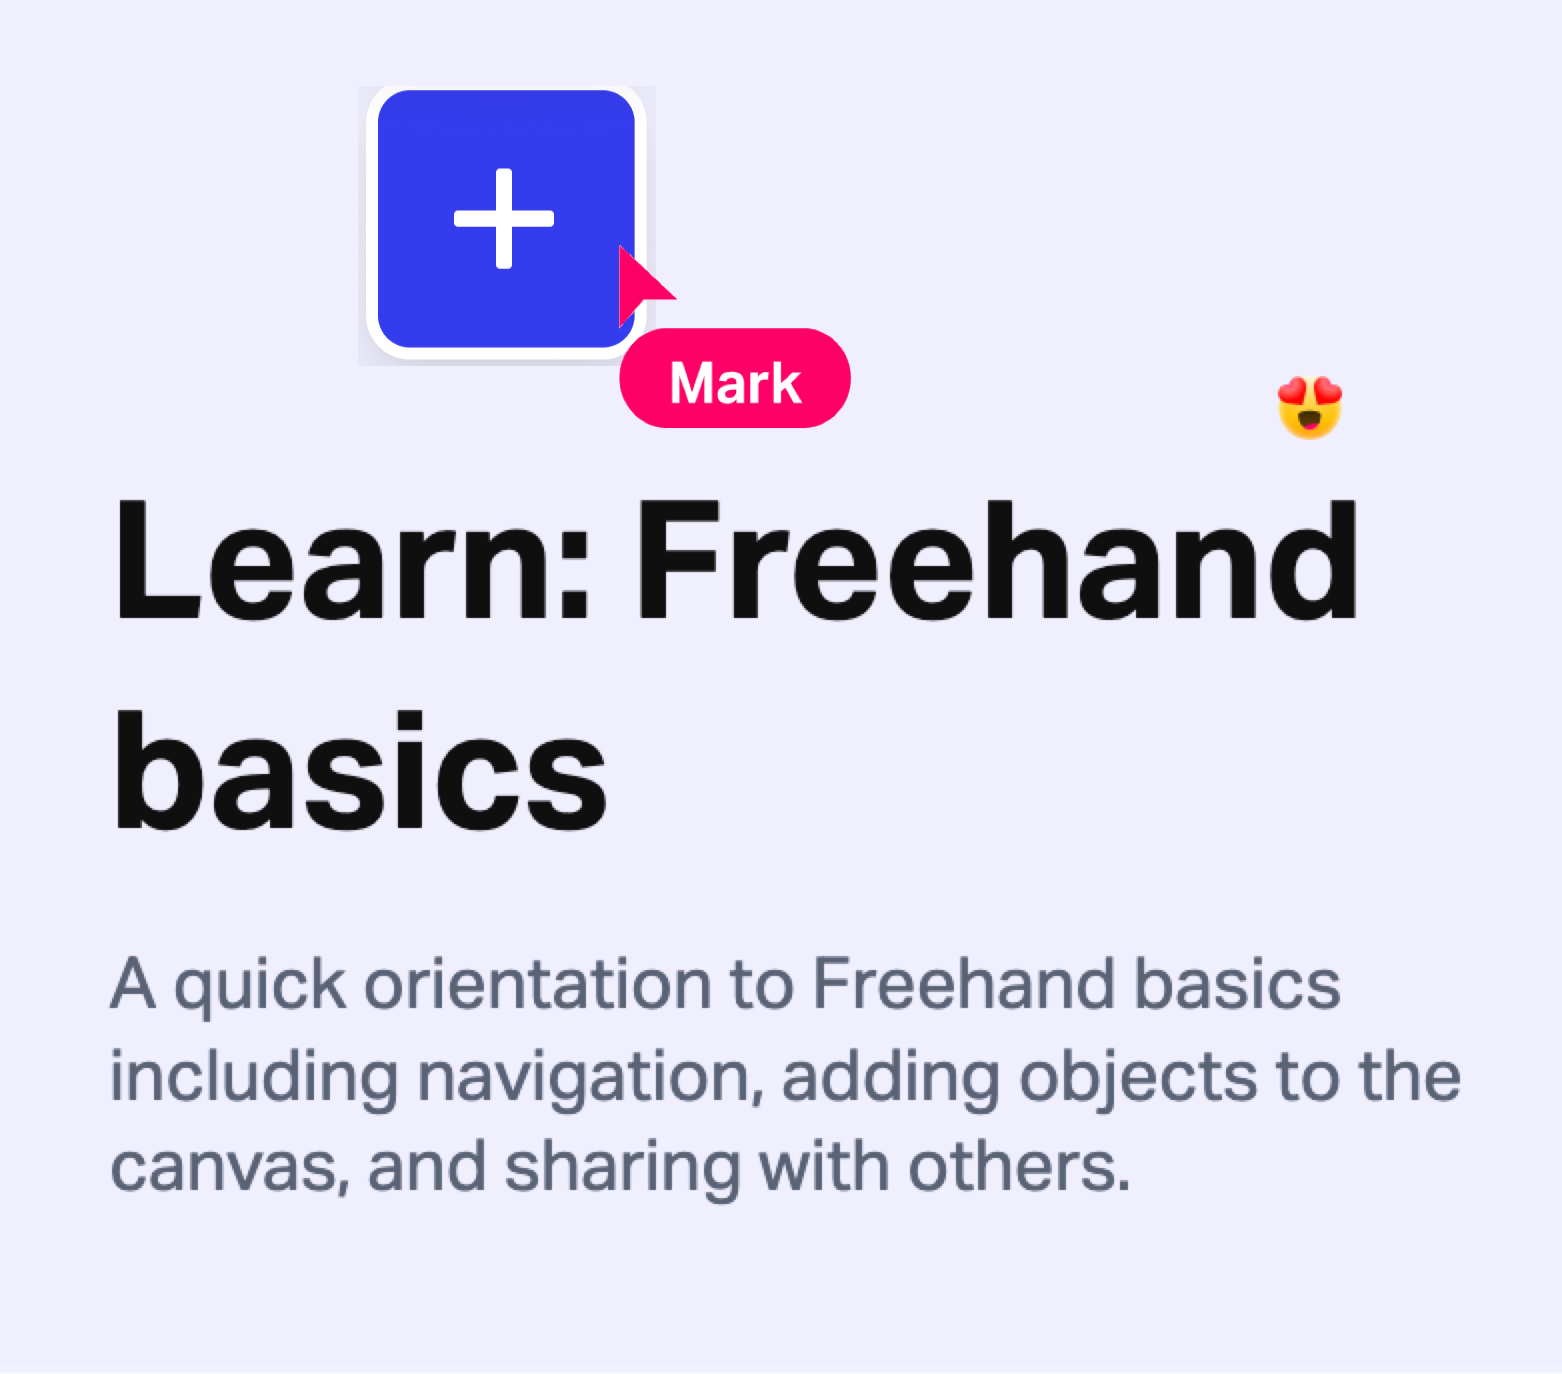 Mark
Learn: Freehand
basics
A quick orientation to Freehand basics
including navigation, adding objects to the
canvas, and sharing with others.